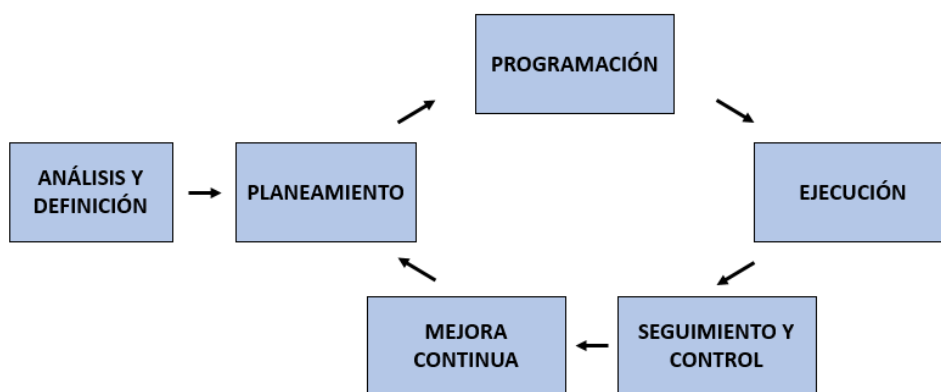 PROGRAMACIÓN
ANÁLISIS Y
DEFINICIÓN
PLANEAMIENTO
EJECUCIÓN
MEJORA
CONTINUA
SEGUIMIENTO Y
CONTROL